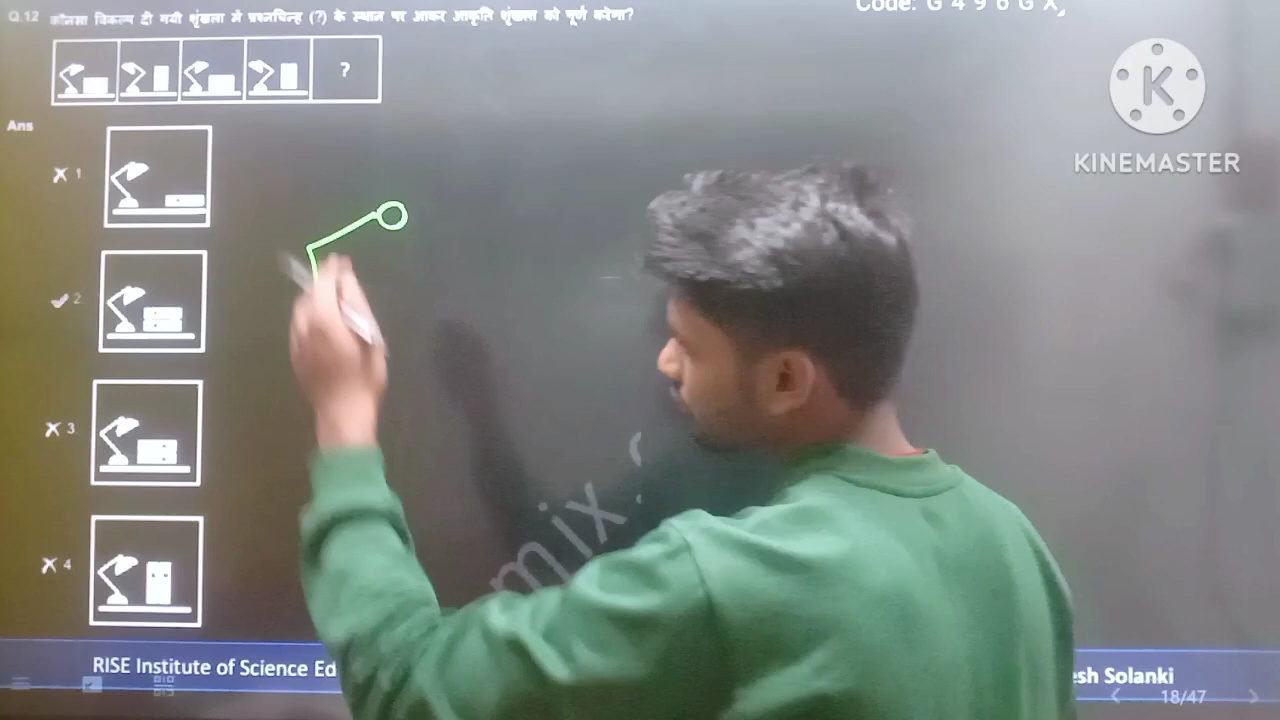 Q.12 कौनसा विकल्प दी गयी शृंखला में प्रश्नचिन्ह (?) के स्थान पर आकर आकृति शृंखला को पूर्ण करेगा?
Code: G 4 9 6 G X
?
Ans
1
2
3
4
K
KINEMASTER
mix
RISE Institute of Science Ed
esh Solanki
18/47